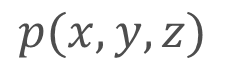 p(x, y, z)